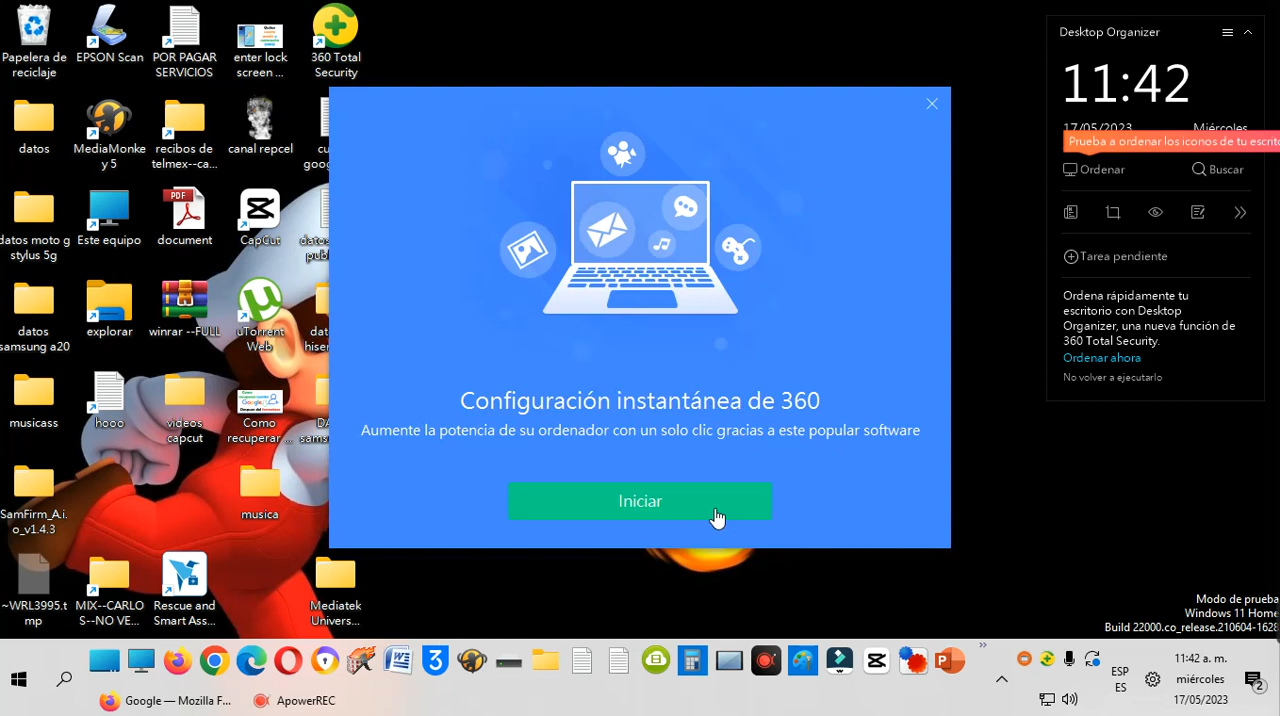 Papelera de
reciclaje
EPSON Scan
POR PAGAR
SERVICIOS
enter lock
screen ...
360 Total
Security
datos
MediaMonke
y 5
recibos de
telmex--ca...
canal repcel
datos moto g
stylus 5g
Este equipo
PDF
document
CapCut
datos
samsung a20
explorar
winrar --FULL
uTorrent
Web
musicass
hooo
videos
capcut
Como
recuperar ...
SamFirm_A.i.
o_v1.4.3
musica
~WRL3995.t
mp
MIX--CARLO
S--NO VE...
Rescue and
Smart Ass...
Mediatek
Univers...
Configuración instantánea de 360
Aumente la potencia de su ordenador con un solo clic gracias a este popular software
Iniciar
Desktop Organizer
11:42
17/05/2023 Miércoles
Prueba a ordenar los iconos de tu escrito
Ordenar
Buscar
Tarea pendiente
Ordena rápidamente tu
escritorio con Desktop
Organizer, una nueva función de
360 Total Security.
Ordenar ahora
No volver a ejecutarlo
Modo de prueba
Windows 11 Home
Build 22000.co_release.210604-1628
Google — Mozilla F...
ApowerREC
ESP
ES
11:42 a. m.
miércoles
17/05/2023
2